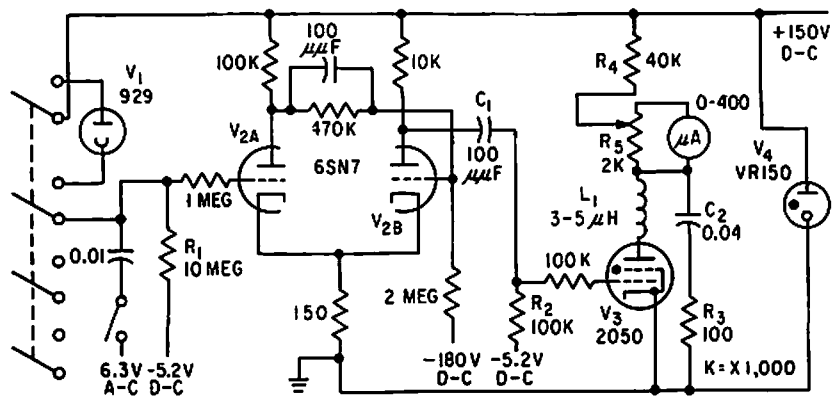 V1
929
100K
100
μμF
470K
10K
V2A
6SN7
V2B
C1
100
μμF
R4
40K
0-400
μA
R5
2K
+150V
D-C
V4
VR150
L1
3-5μH
C2
0.04
1 MEG
0.01
R1
10 MEG
150
2 MEG
100K
R2
100K
V3
2050
R3
100
6.3V
A-C
-5.2V
D-C
-180V
D-C
-5.2V
D-C
K=X1,000